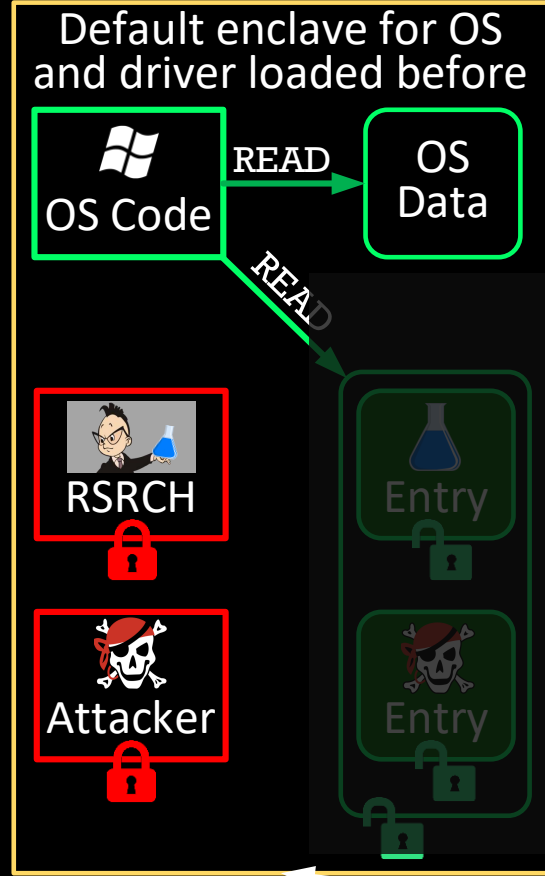 Default enclave for OS
and driver loaded before
OS Code
READ
OS
Data
READ
RSRCH
Entry
Attacker
Entry